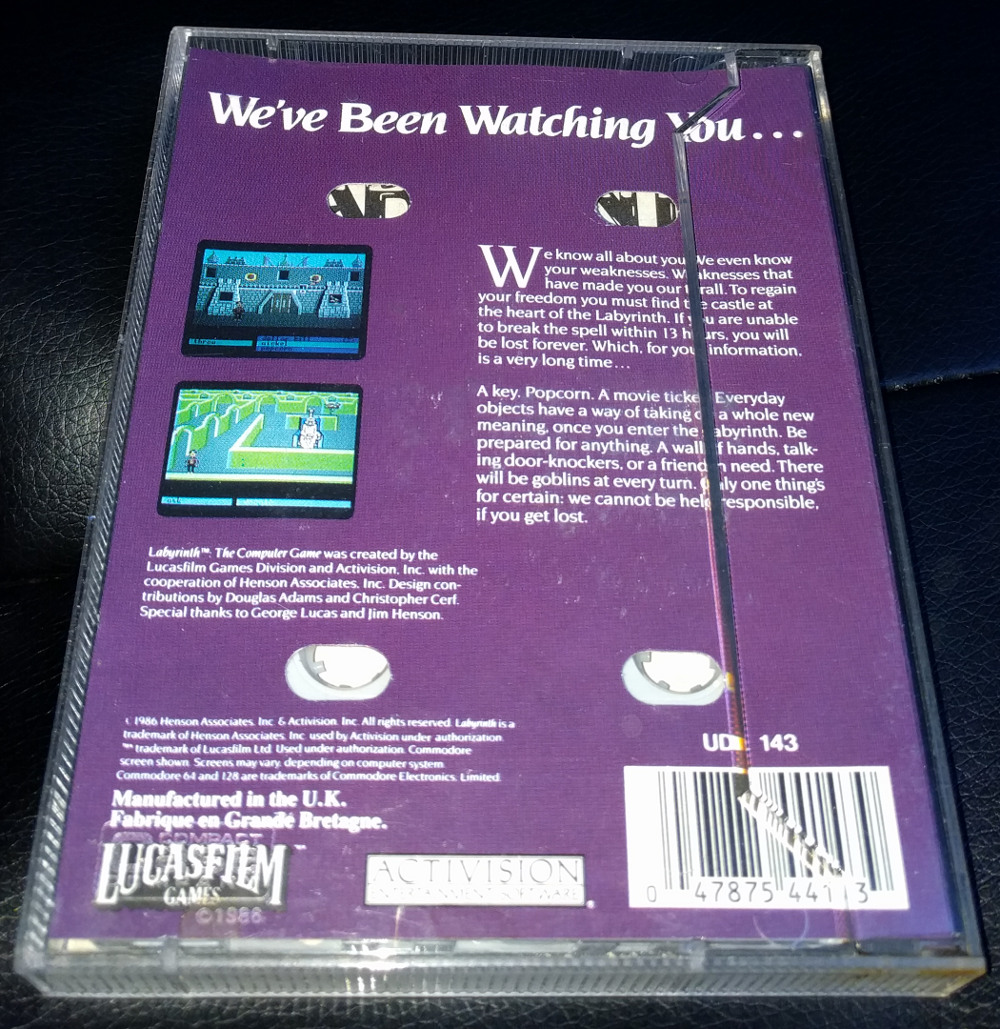 We've Been Watching You...
We know all about you. We even know
your weaknesses. Weaknesses that
have made you our thrall. To regain
your freedom you must find the castle at
the heart of the Labyrinth. If you are unable
to break the spell within 13 hours, you will
be lost forever. Which, for your information,
is a very long time...
A key. Popcorn. A movie ticket. Everyday
objects have a way of taking on a whole new
meaning, once you enter the Labyrinth. Be
prepared for anything. A wall of hands, talk-
ing door-knockers, or a friend in need. There
will be goblins at every turn. Only one thing's
for certain: we cannot be held responsible,
if you get lost.
Labyrinth™: The Computer Game was created by the
Lucasfilm Games Division and Activision, Inc. with the
cooperation of Henson Associates, Inc. Design con-
tributions by Douglas Adams and Christopher Cerf.
Special thanks to George Lucas and Jim Henson.
© 1986 Henson Associates, Inc. & Activision, Inc. All rights reserved. Labyrinth is a
trademark of Henson Associates, Inc. used by Activision under authorization.
™ trademark of Lucasfilm Ltd. Used under authorization. Commodore
screen shown. Screens may vary, depending on computer system.
Commodore 64 and 128 are trademarks of Commodore Electronics, Limited.
Manufactured in the U.K.
Fabrique en Grande Bretagne.
COMPACT
LUCASFILM™
GAMES
©1986
ACTIVISION
ENTERTAINMENT SOFTWARE
143
0 47875 44113